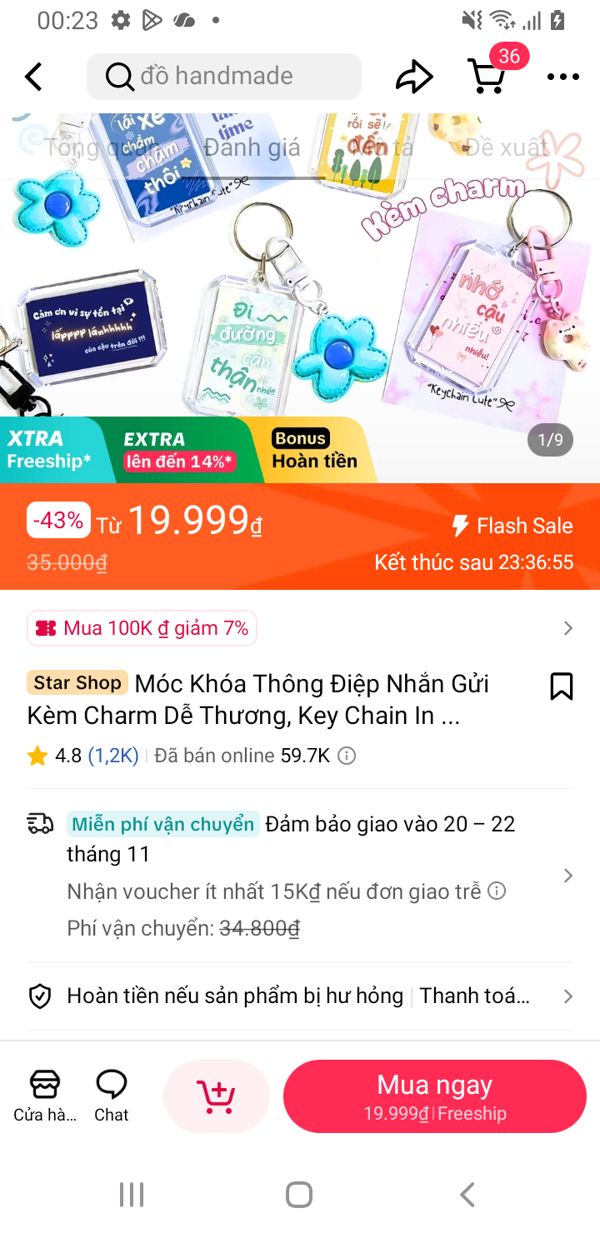 00:23
36
đồ handmade
Đánh giá
Đề xuất
lái xe
chầm
chậm
thôi
time
rồi sẽ
đến
"Keychain Cute"
Kèm charm
Cảm ơn vì sự tồn tại
lấpppp lánhhhhh
của cậu trên đời !!!
Đi
đường
cẩn
thận nhé!!
nhớ
cậu
nhiều
nhiều!
"Keychain Cute"
XTRA
Freeship*
EXTRA
lên đến 14%*
Bonus
Hoàn tiền
1/9
-43% Từ 19.999₫
Flash Sale
35.000₫
Kết thúc sau 23:36:55
Mua 100K ₫ giảm 7%
Star Shop Móc Khóa Thông Điệp Nhắn Gửi
Kèm Charm Dễ Thương, Key Chain In ...
4.8 (1,2K) Đã bán online 59.7K
Miễn phí vận chuyển Đảm bảo giao vào 20 – 22
tháng 11
Nhận voucher ít nhất 15K₫ nếu đơn giao trễ
Phí vận chuyển: 34.800₫
Hoàn tiền nếu sản phẩm bị hư hỏng | Thanh toá...
Cửa hà...
Chat
Mua ngay
19.999₫ | Freeship